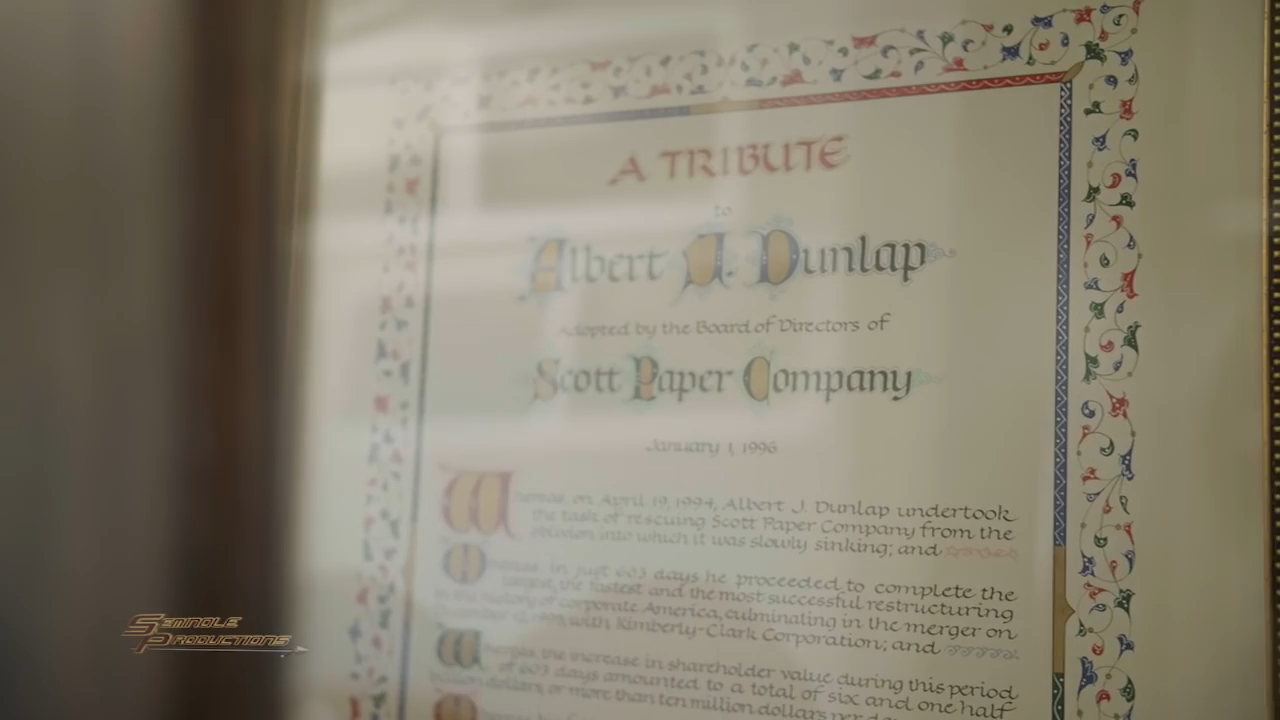 A TRIBUTE
to
Albert J. Dunlap
Adopted by the Board of Directors of
Scott Paper Company
January 1, 1996
Whereas on April 19, 1994, Albert J. Dunlap undertook
the task of rescuing Scott Paper Company from the
oblivion into which it was slowly sinking; and
Whereas in just 603 days he proceeded to complete the
the fastest and the most successful restructuring
in the history of corporate America, culminating in the merger on
December 12, 1995 with Kimberly-Clark Corporation; and
Whereas the increase in shareholder value during this period
of 603 days amounted to a total of six and one half
billion dollars, or more than ten million dollars per
SEMINOLE
PRODUCTIONS